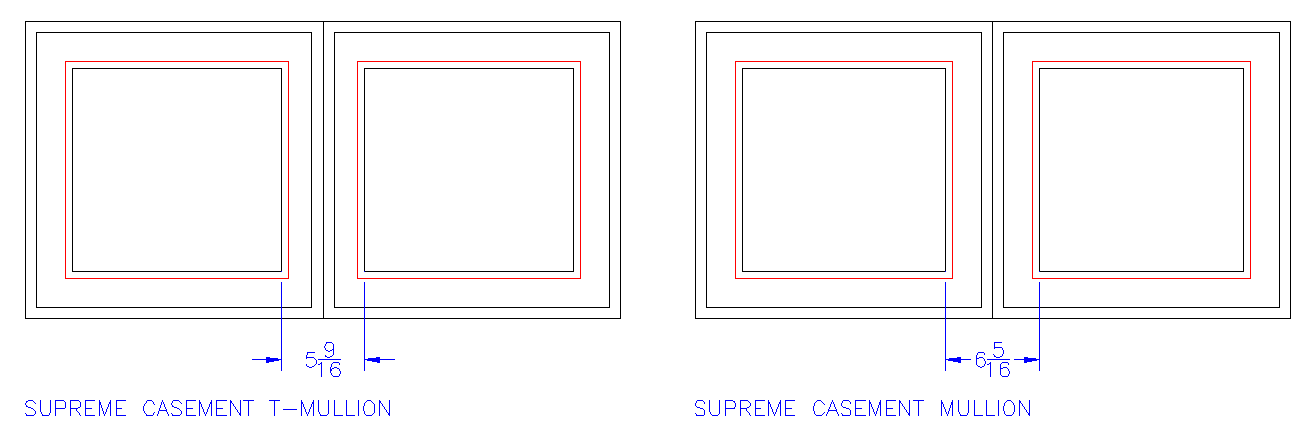 5 9/16
6 5/16
SUPREME CASEMENT T-MULLION
SUPREME CASEMENT MULLION